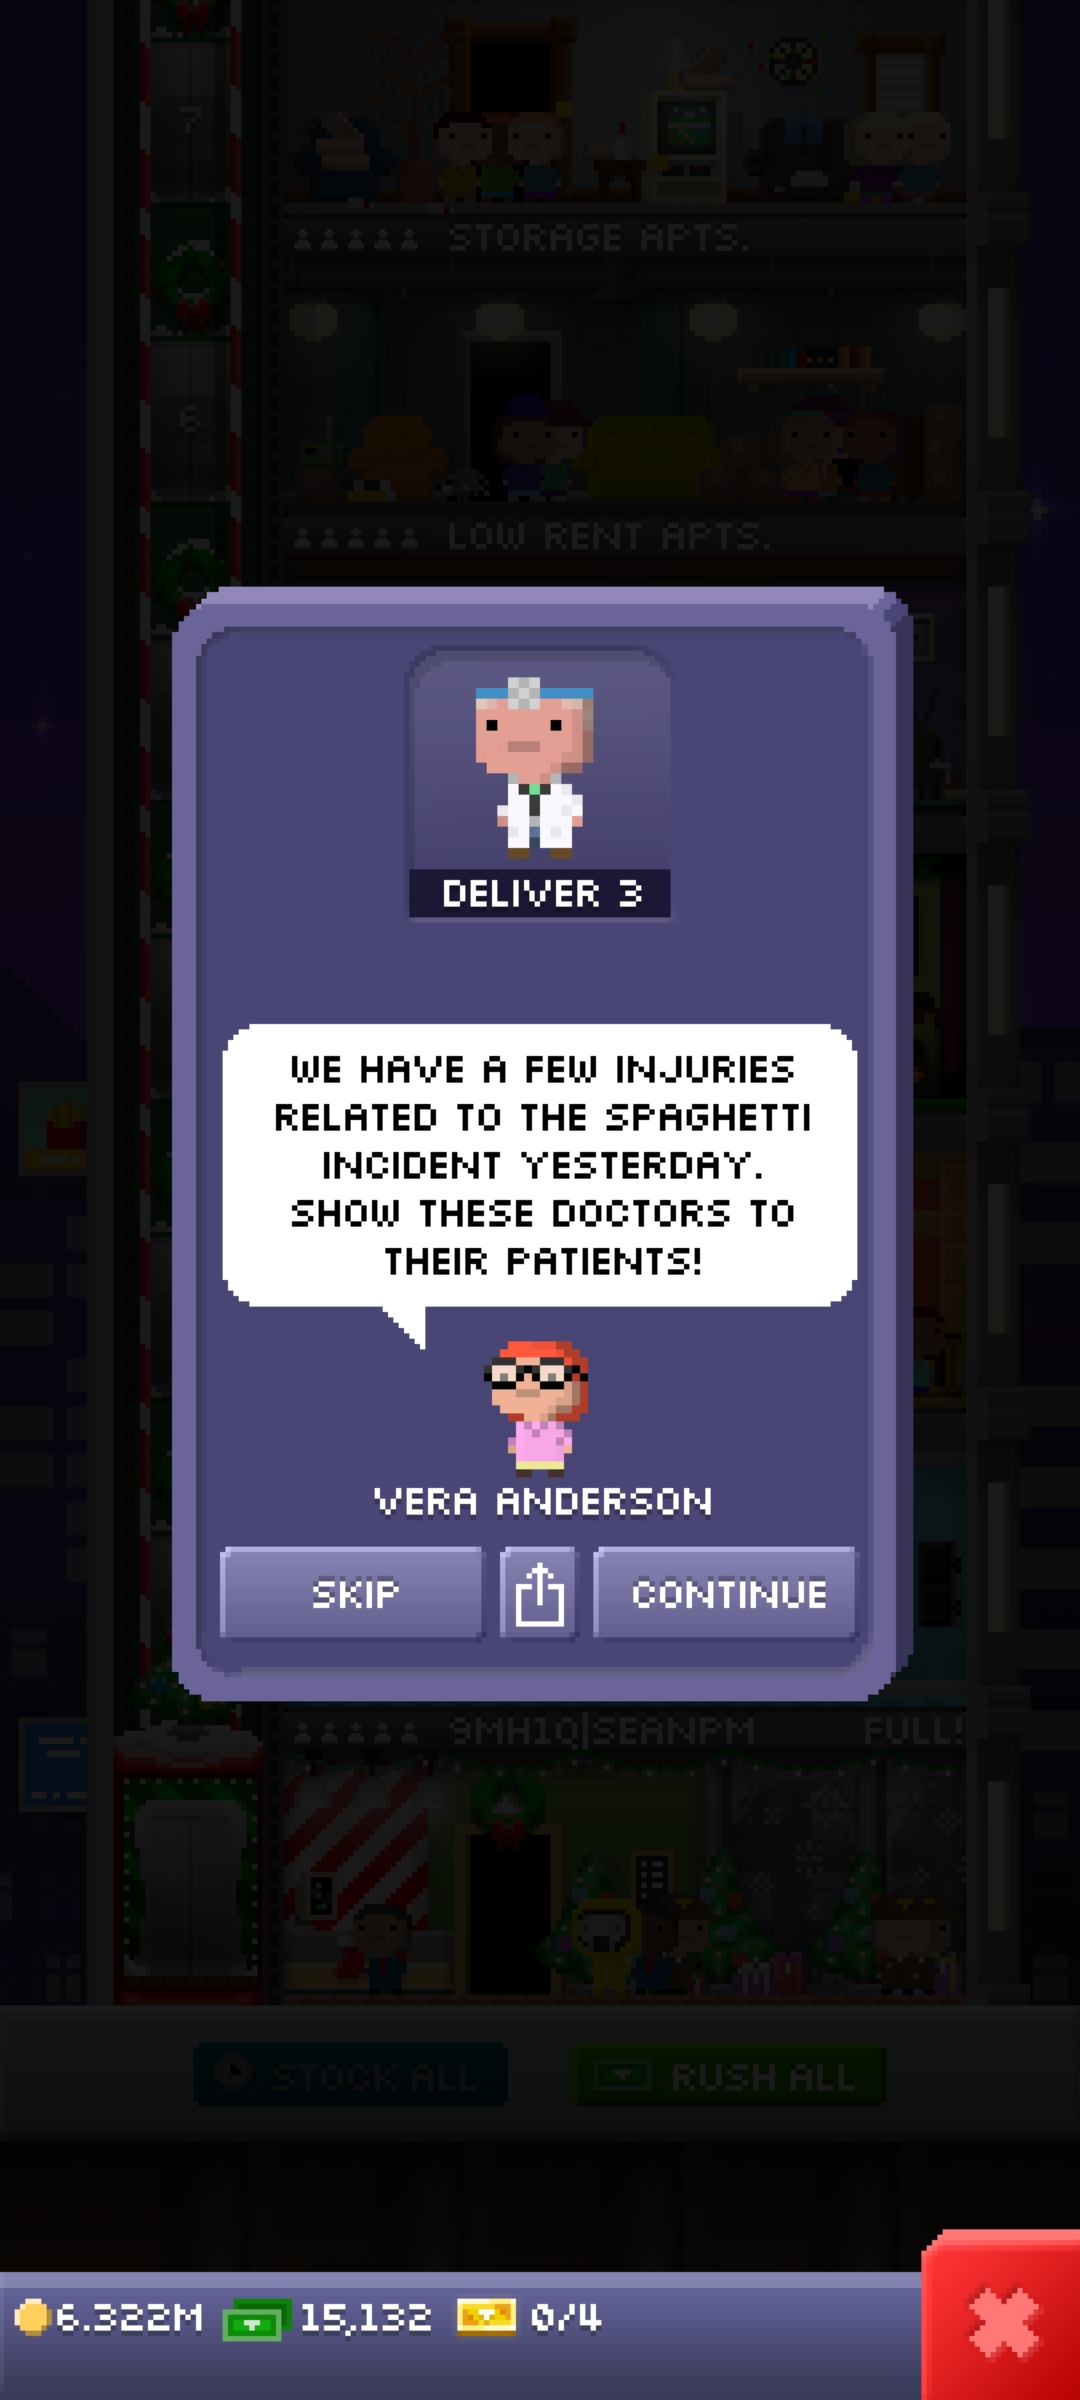 7
STORAGE APTS.
6
LOW RENT APTS.
DELIVER 3
WE HAVE A FEW INJURIES
RELATED TO THE SPAGHETTI
INCIDENT YESTERDAY.
SHOW THESE DOCTORS TO
THEIR PATIENTS!
VERA ANDERSON
SKIP
CONTINUE
9MH1Q|SEANPM FULL!
STOCK ALL
RUSH ALL
6.322M 15,132 0/4